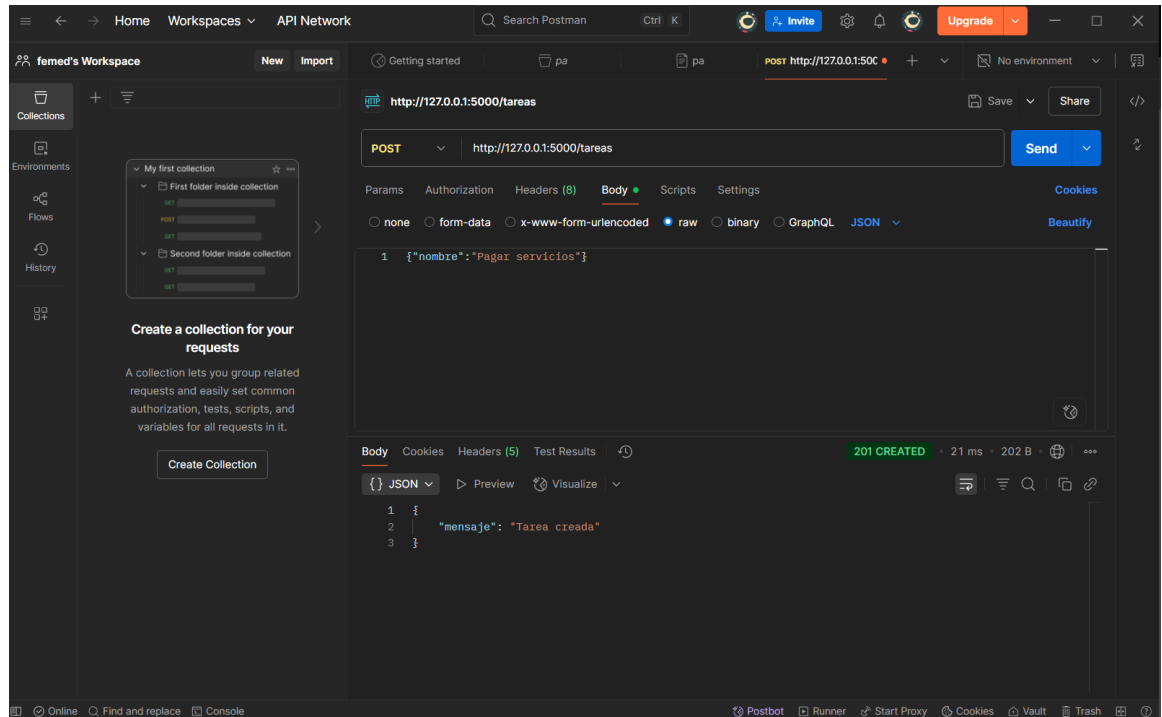 Home Workspaces API Network Search Postman Ctrl K Invite Upgrade
femed's Workspace New Import Getting started pa pa POST http://127.0.0.1:50C No environment
Collections
Environments
Flows
History
My first collection
First folder inside collection
GET
POST
GET
Second folder inside collection
GET
GET
Create a collection for your
requests
A collection lets you group related
requests and easily set common
authorization, tests, scripts, and
variables for all requests in it.
Create Collection
HTTP http://127.0.0.1:5000/tareas Save Share
POST http://127.0.0.1:5000/tareas Send
Params Authorization Headers (8) Body Scripts Settings Cookies
none form-data x-www-form-urlencoded raw binary GraphQL JSON Beautify
1 {"nombre":"Pagar servicios"}
Body Cookies Headers (5) Test Results 201 CREATED 21 ms 202 B
{} JSON Preview Visualize
1 {
2 "mensaje": "Tarea creada"
3 }
Online Find and replace Console Postbot Runner Start Proxy Cookies Vault Trash